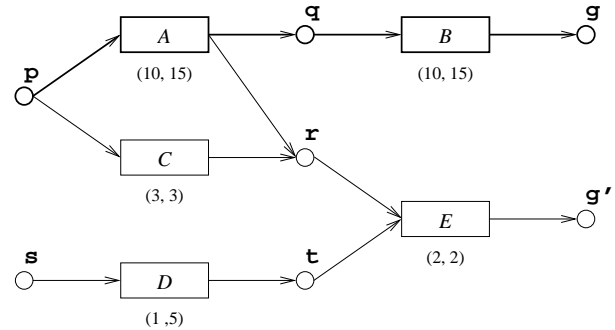 q g
A B
p
(10, 15) (10, 15)
r
C
g'
(3, 3)
E
s t
D (2, 2)
(1 ,5)